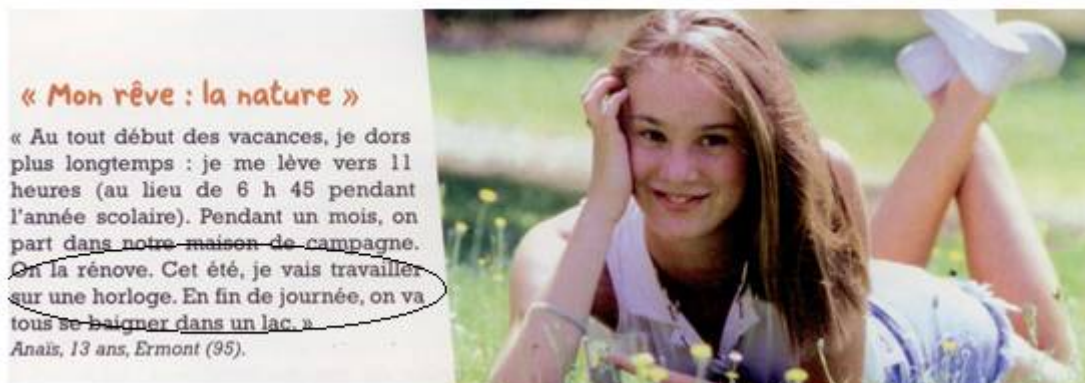 « Mon rêve : la nature »
« Au tout début des vacances, je dors
plus longtemps : je me lève vers 11
heures (au lieu de 6 h 45 pendant
l'année scolaire). Pendant un mois, on
part dans notre maison de campagne.
On la rénove. Cet été, je vais travailler
sur une horloge. En fin de journée, on va
tous se baigner dans un lac. »
Anaïs, 13 ans, Ermont (95).